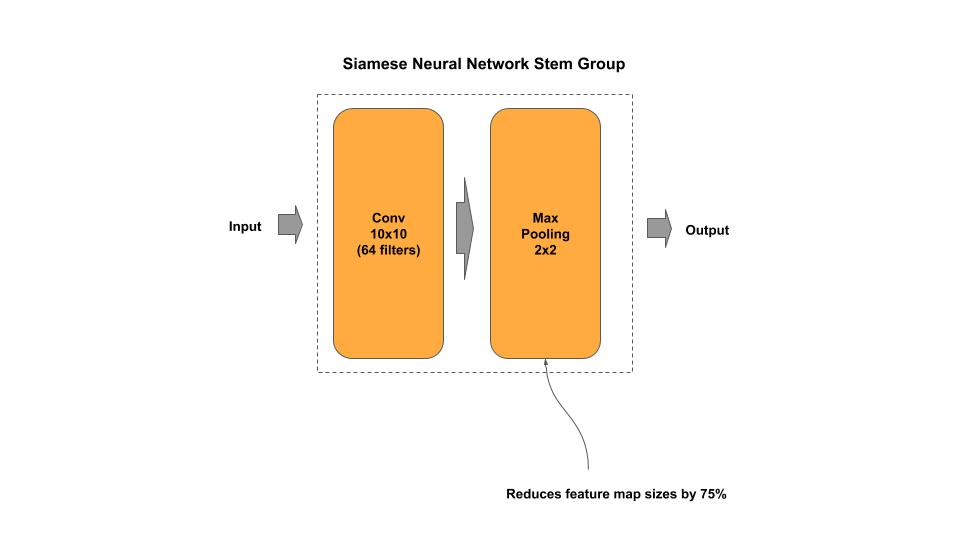 Siamese Neural Network Stem Group
Input
Conv
10x10
(64 filters)
Max
Pooling
2x2
Output
Reduces feature map sizes by 75%